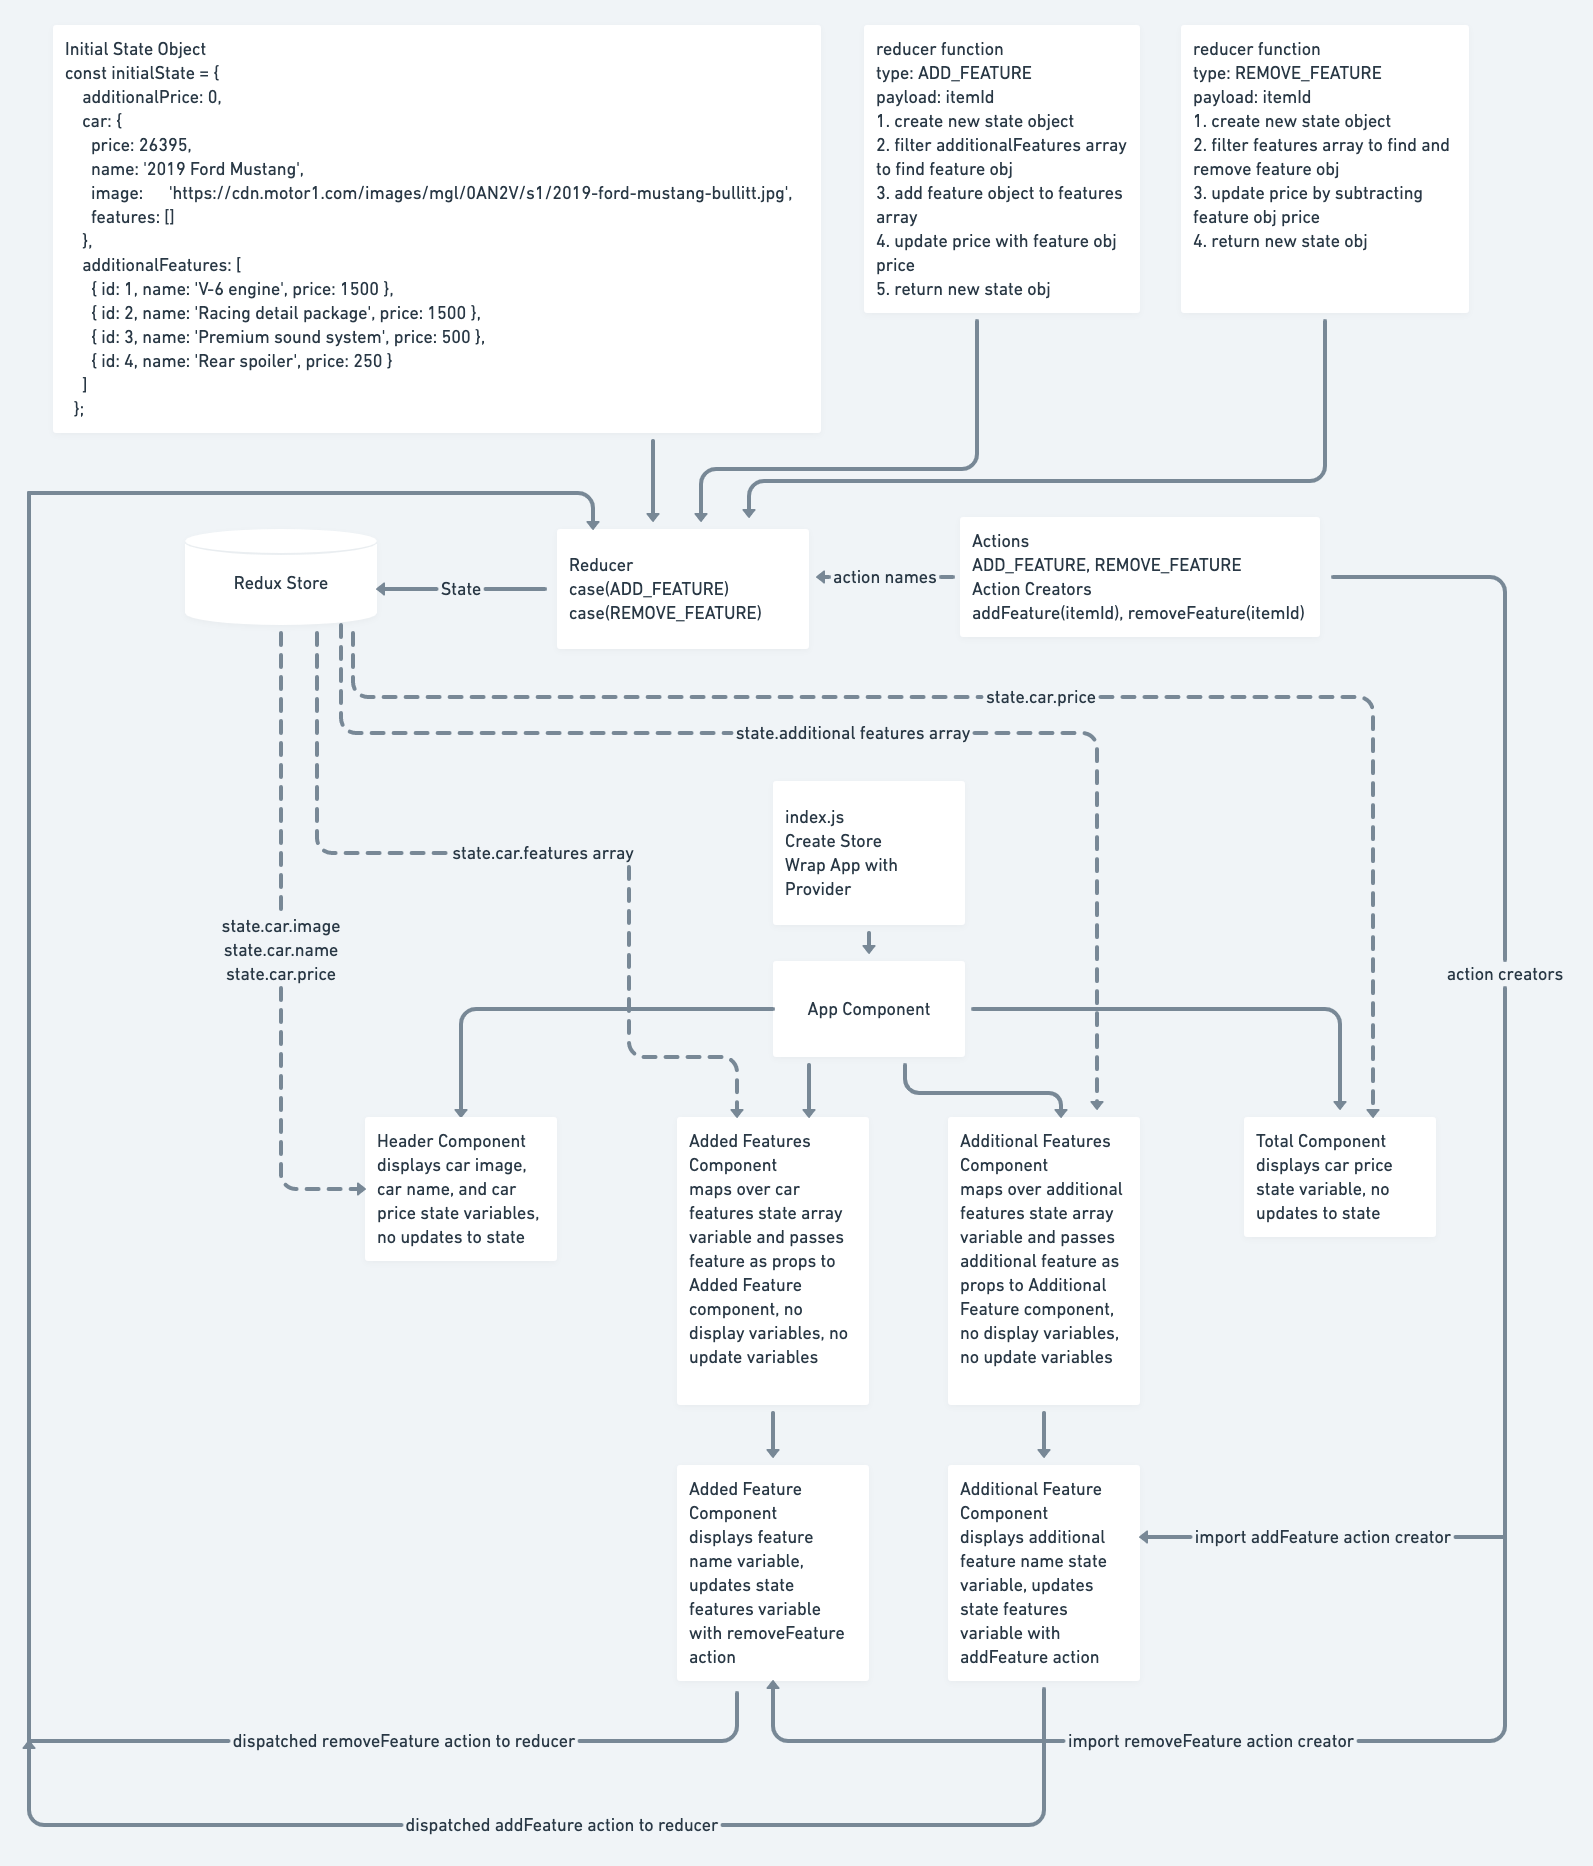 Initial State Object
const initialState = {
additionalPrice: 0,
car: {
price: 26395,
name: '2019 Ford Mustang',
image: 'https://cdn.motor1.com/images/mgl/0AN2V/s1/2019-ford-mustang-bullitt.jpg',
features: []
},
additionalFeatures: [
{ id: 1, name: 'V-6 engine', price: 1500 },
{ id: 2, name: 'Racing detail package', price: 1500 },
{ id: 3, name: 'Premium sound system', price: 500 },
{ id: 4, name: 'Rear spoiler', price: 250 }
]
};
reducer function
type: ADD_FEATURE
payload: itemId
1. create new state object
2. filter additionalFeatures array
to find feature obj
3. add feature object to features
array
4. update price with feature obj
price
5. return new state obj
reducer function
type: REMOVE_FEATURE
payload: itemId
1. create new state object
2. filter features array to find and
remove feature obj
3. update price by subtracting
feature obj price
4. return new state obj
Redux Store
State
Reducer
case(ADD_FEATURE)
case(REMOVE_FEATURE)
action names
Actions
ADD_FEATURE, REMOVE_FEATURE
Action Creators
addFeature(itemId), removeFeature(itemId)
state.car.price
state.additional features array
index.js
Create Store
Wrap App with
Provider
state.car.features array
state.car.image
state.car.name
state.car.price
action creators
App Component
Header Component
displays car image,
car name, and car
price state variables,
no updates to state
Added Features
Component
maps over car
features state array
variable and passes
feature as props to
Added Feature
component, no
display variables, no
update variables
Additional Features
Component
maps over additional
features state array
variable and passes
additional feature as
props to Additional
Feature component,
no display variables,
no update variables
Total Component
displays car price
state variable, no
updates to state
Added Feature
Component
displays feature
name variable,
updates state
features variable
with removeFeature
action
Additional Feature
Component
displays additional
feature name state
variable, updates
state features
variable with
addFeature action
import addFeature action creator
dispatched removeFeature action to reducer
import removeFeature action creator
dispatched addFeature action to reducer